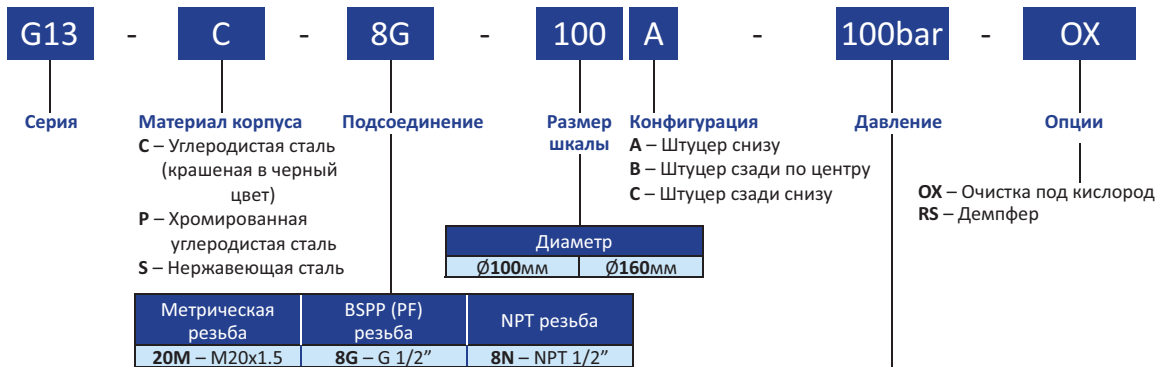 G13 - C - 8G - 100 A - 100bar - OX
Серия
Материал корпуса
C – Углеродистая сталь
(крашеная в черный
цвет)
P – Хромированная
углеродистая сталь
S – Нержавеющая сталь
Подсоединение
Размер
шкалы
Конфигурация
A – Штуцер снизу
B – Штуцер сзади по центру
C – Штуцер сзади снизу
Давление
Опции
OX – Очистка под кислород
RS – Демпфер
Диаметр
Ø100мм Ø160мм
Метрическая
резьба
BSPP (PF)
резьба
NPT резьба
20M – M20x1.5 8G – G 1/2” 8N – NPT 1/2”